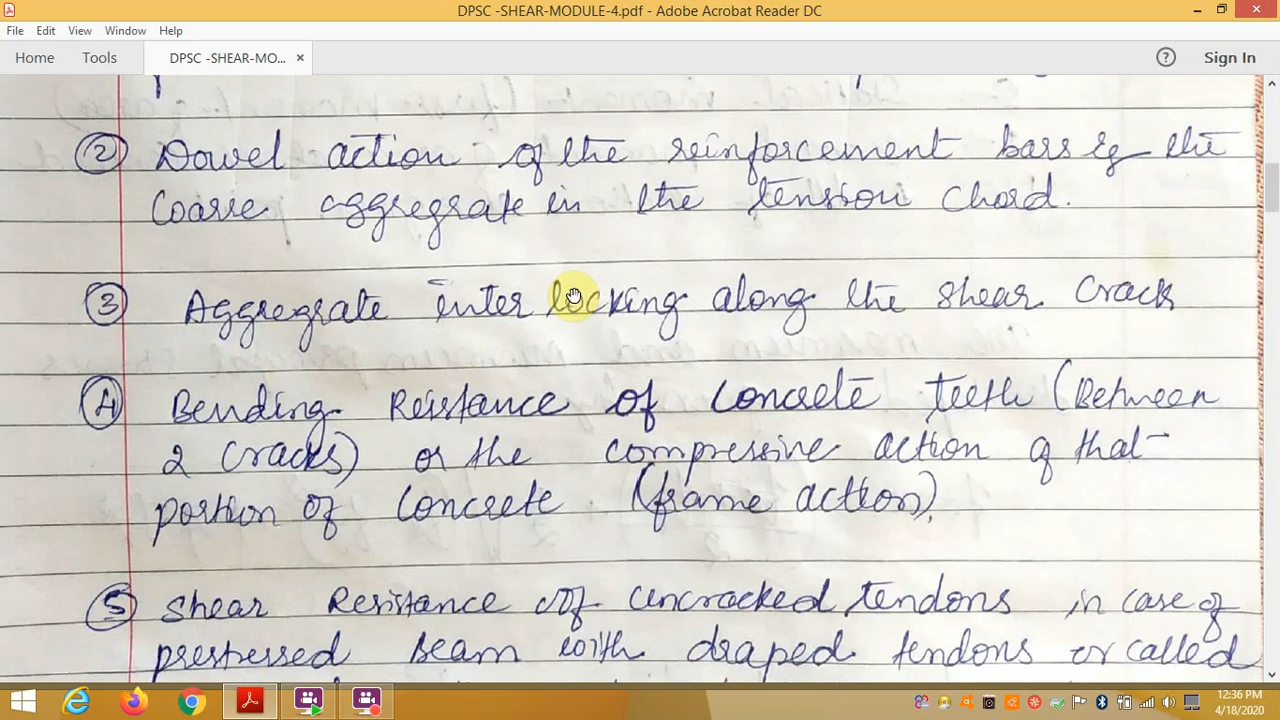 DPSC -SHEAR-MODULE-4.pdf - Adobe Acrobat Reader DC
File Edit View Window Help
Home Tools DPSC -SHEAR-MO... × ? Sign In
② Dowel action of the reinforcement bars & the
Coarse aggregrate in the tension Chord.
③ Aggregrate inter locking along the shear Crack
④ Bending Resistance of Concrete teeth (Between
2 Cracks) or the compressive action of that
portion of Concrete (frame action).
⑤ Shear Resistance of uncracked tendons in case of
prestressed Beam with draped tendons or called
12:36 PM
4/18/2020